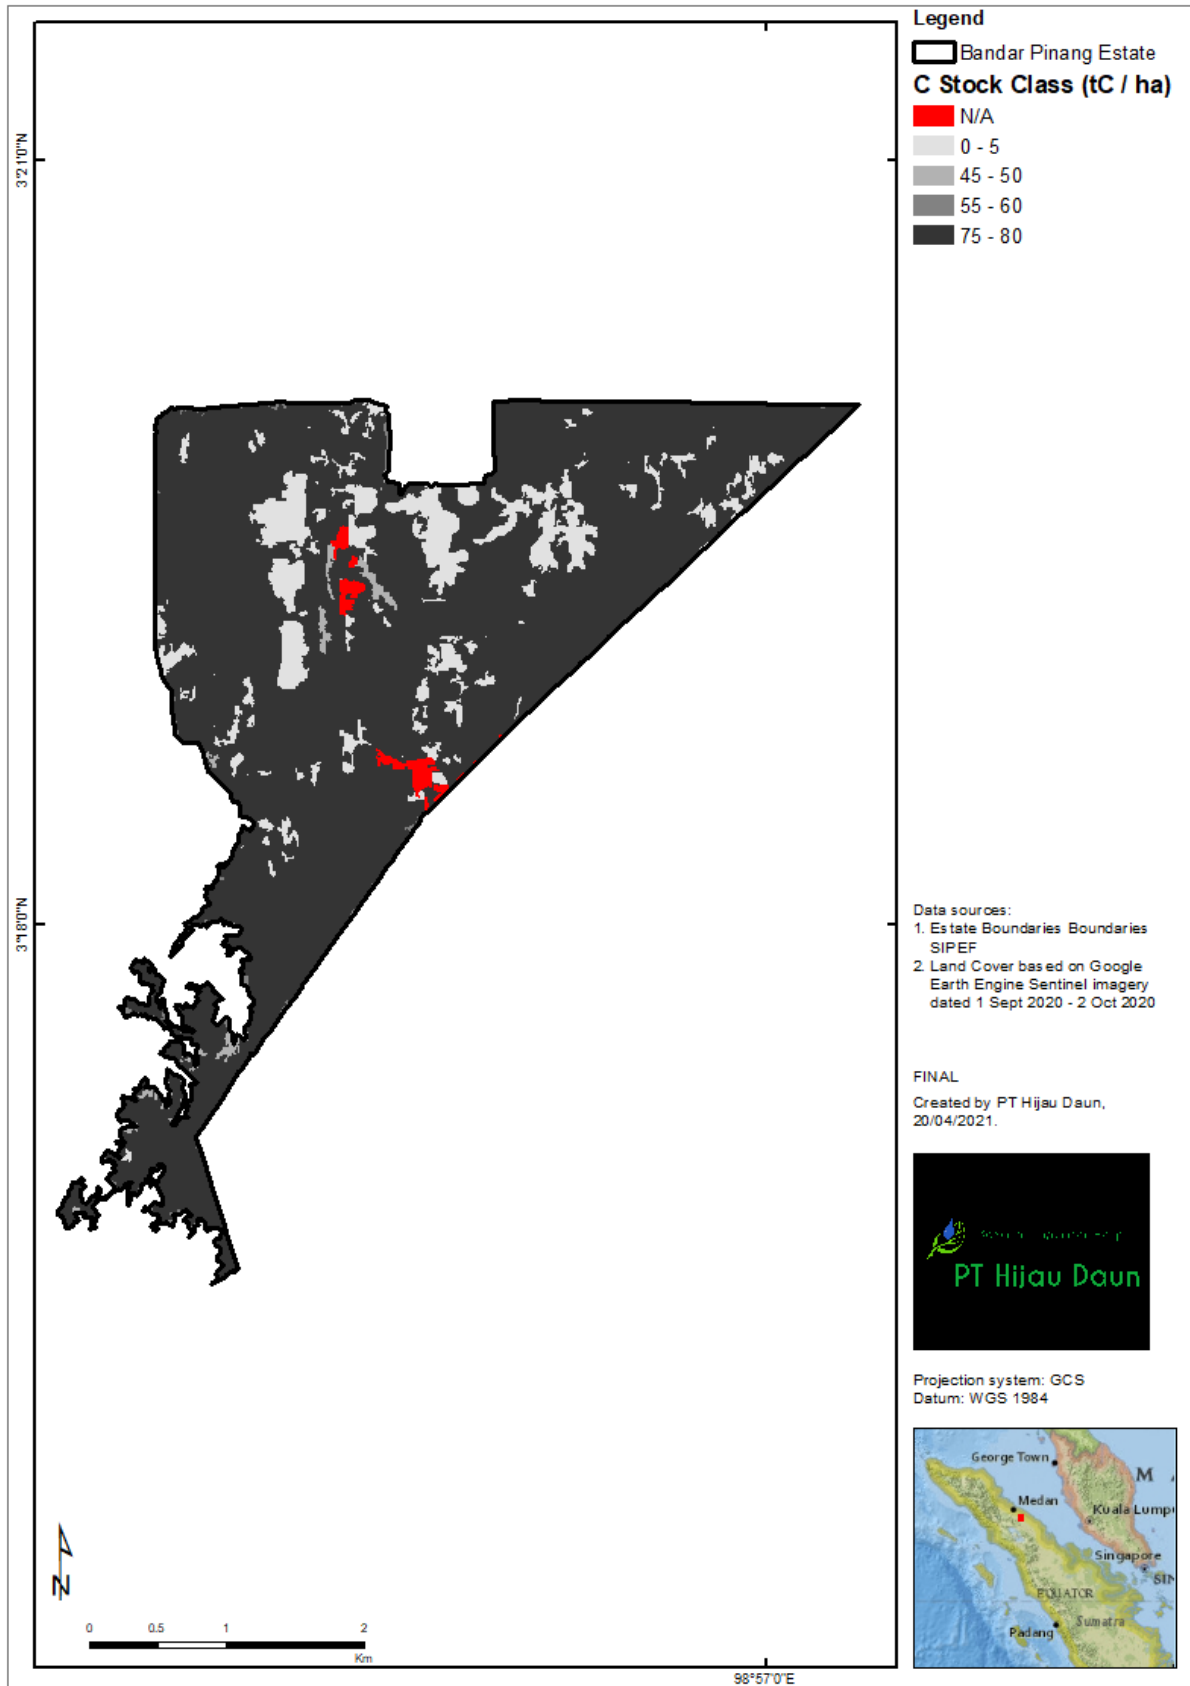 Legend
Bandar Pinang Estate
C Stock Class (tC / ha)
N/A
0 - 5
45 - 50
55 - 60
75 - 80
3°21'0"N
3°18'0"N
98°57'0"E
Data sources:
1. Estate Boundaries Boundaries
SIPEF
2. Land Cover based on Google
Earth Engine Sentinel imagery
dated 1 Sept 2020 - 2 Oct 2020
FINAL
Created by PT Hijau Daun,
20/04/2021.
PT Hijau Daun
Projection system: GCS
Datum: WGS 1984
George Town
M
Medan
Kuala Lump
Singapore
SIN
EQUATOR
Sumatra
Padang
N
0 0.5 1 2
Km